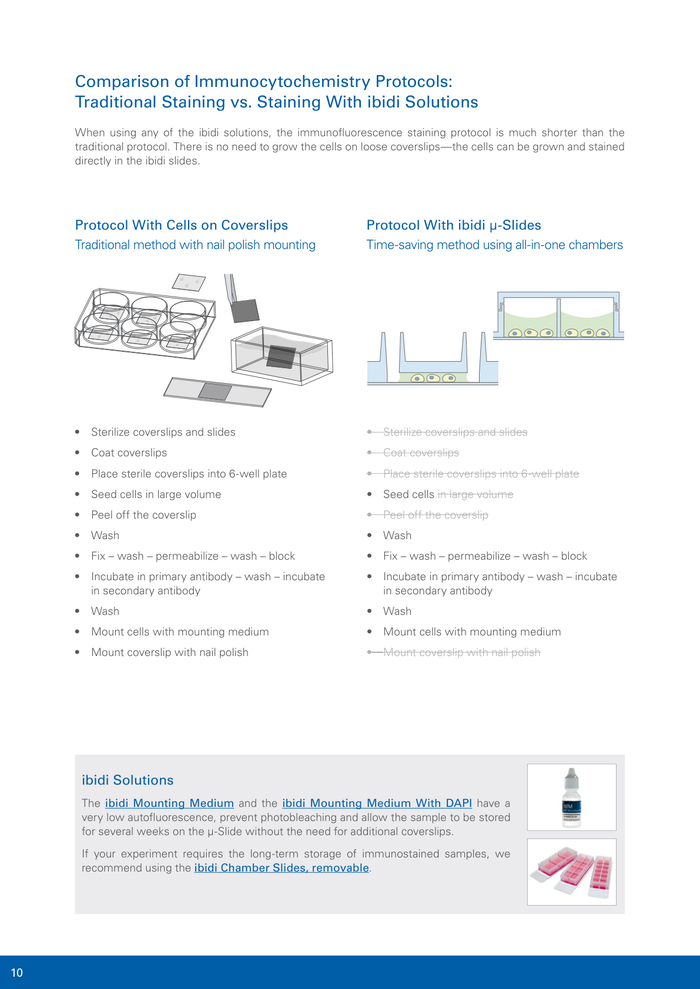 Comparison of Immunocytochemistry Protocols:
Traditional Staining vs. Staining With ibidi Solutions
When using any of the ibidi solutions, the immunofluorescence staining protocol is much shorter than the
traditional protocol. There is no need to grow the cells on loose coverslips—the cells can be grown and stained
directly in the ibidi slides.
Protocol With Cells on Coverslips
Traditional method with nail polish mounting
• Sterilize coverslips and slides
• Coat coverslips
• Place sterile coverslips into 6-well plate
• Seed cells in large volume
• Peel off the coverslip
• Wash
• Fix – wash – permeabilize – wash – block
• Incubate in primary antibody – wash – incubate
in secondary antibody
• Wash
• Mount cells with mounting medium
• Mount coverslip with nail polish
Protocol With ibidi µ-Slides
Time-saving method using all-in-one chambers
• Sterilize coverslips and slides
• Coat coverslips
• Place sterile coverslips into 6-well plate
• Seed cells in large volume
• Peel off the coverslip
• Wash
• Fix – wash – permeabilize – wash – block
• Incubate in primary antibody – wash – incubate
in secondary antibody
• Wash
• Mount cells with mounting medium
• Mount coverslip with nail polish
ibidi Solutions
The ibidi Mounting Medium and the ibidi Mounting Medium With DAPI have a
very low autofluorescence, prevent photobleaching and allow the sample to be stored
for several weeks on the µ-Slide without the need for additional coverslips.
If your experiment requires the long-term storage of immunostained samples, we
recommend using the ibidi Chamber Slides, removable.
10